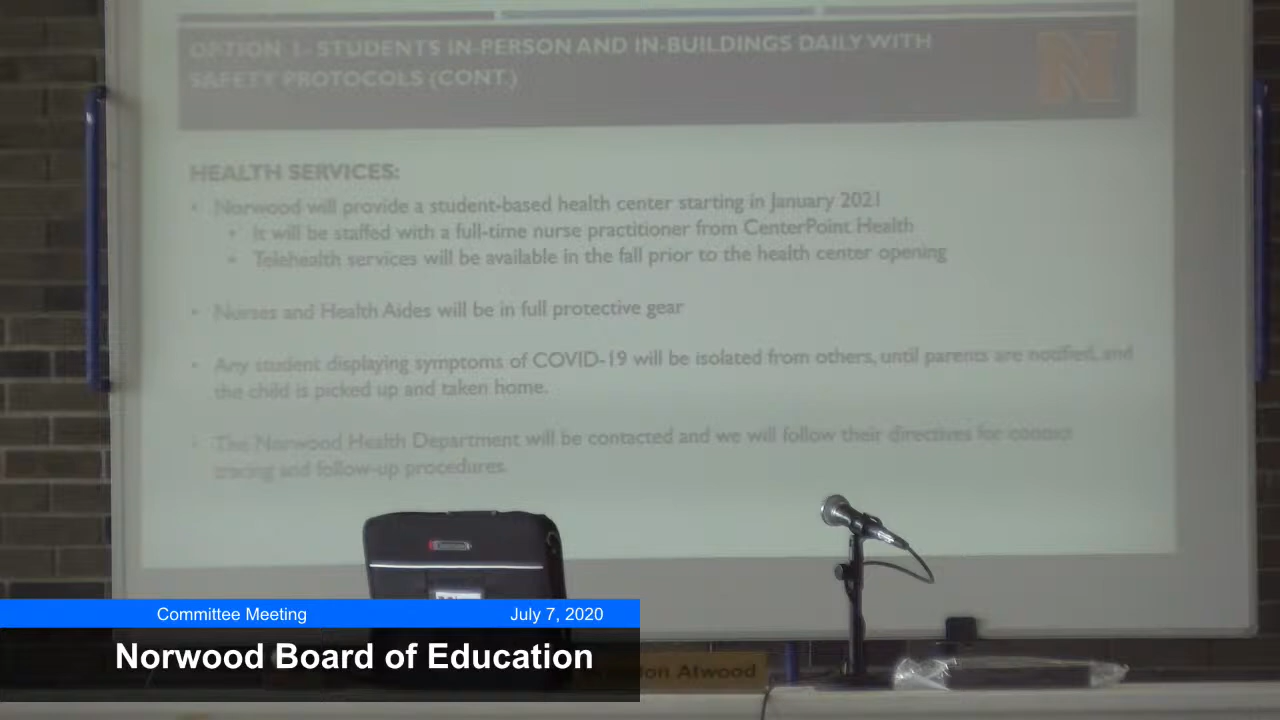 OPTION 1- STUDENTS IN-PERSON AND IN-BUILDINGS DAILY WITH
SAFETY PROTOCOLS (CONT.)
N
HEALTH SERVICES:
• Norwood will provide a student-based health center starting in January 2021
• It will be staffed with a full-time nurse practitioner from CenterPoint Health
• Telehealth services will be available in the fall prior to the health center opening
• Nurses and Health Aides will be in full protective gear
• Any student displaying symptoms of COVID-19 will be isolated from others, until parents are notified, and
the child is picked up and taken home.
• The Norwood Health Department will be contacted and we will follow their directives for contact
tracing and follow-up procedures.
Committee Meeting July 7, 2020
Norwood Board of Education
Atwood